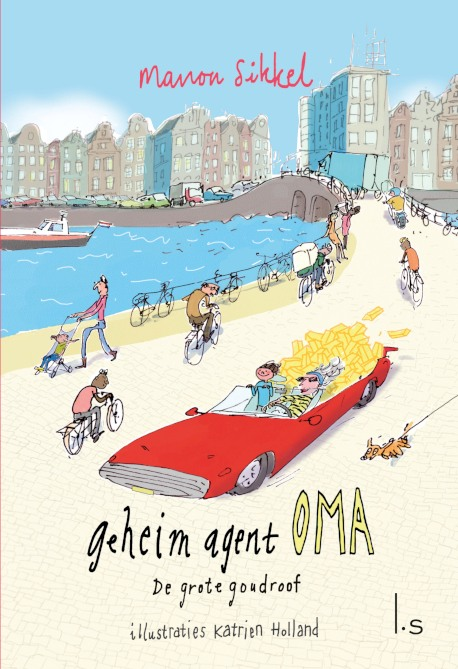 Manon Sikkel
geheim agent OMA
De grote goudroof
illustraties Katrien Holland
l.s